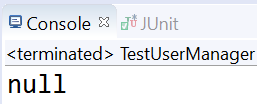 Console JUnit
<terminated> TestUserManager
null